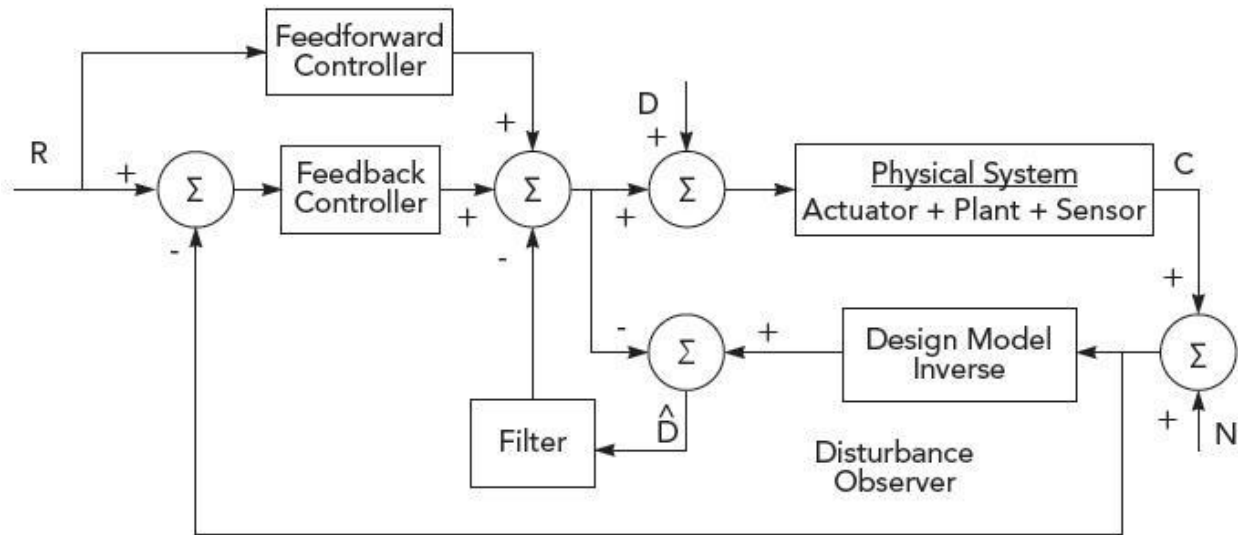 Feedforward
Controller
D
+
+
R
+
Σ
Feedback
Controller
+
Σ
+
Σ
Physical System
Actuator + Plant + Sensor
C
-
-
+
-
Σ
+
Design Model
Inverse
Σ
Filter
D̂
+
N
Disturbance
Observer